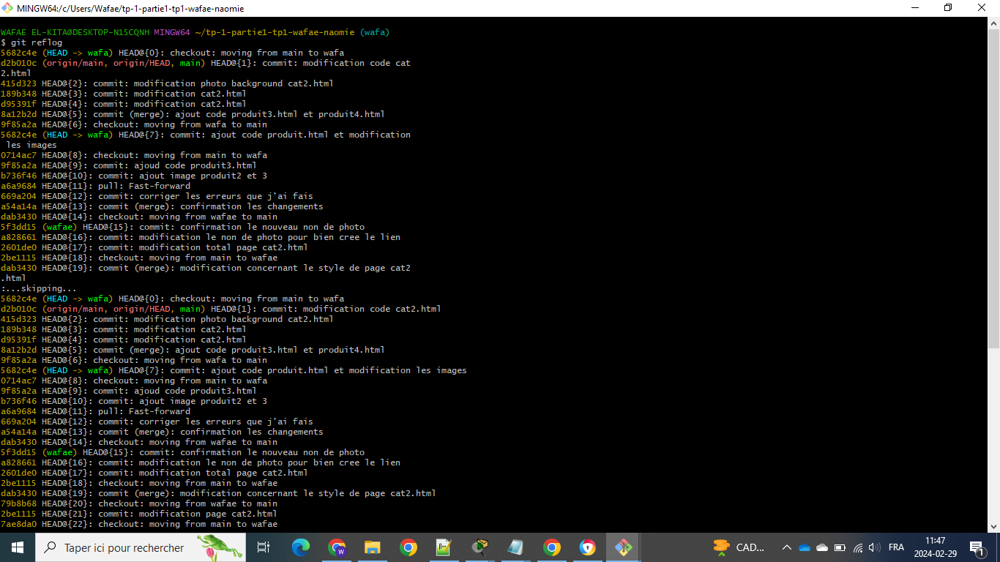 MINGW64:/c/Users/Wafae/tp-1-partie1-tp1-wafae-naomie
WAFAE EL-KITA@DESKTOP-N15CQNH MINGW64 ~/tp-1-partie1-tp1-wafae-naomie (wafa)
$ git reflog
5682c4e (HEAD -> wafa) HEAD@{0}: checkout: moving from main to wafa
d2b010c (origin/main, origin/HEAD, main) HEAD@{1}: commit: modification code cat
2.html
415d323 HEAD@{2}: commit: modification photo background cat2.html
189b348 HEAD@{3}: commit: modification cat2.html
d95391f HEAD@{4}: commit: modification cat2.html
8a12b2d HEAD@{5}: commit (merge): ajout code produit3.html et produit4.html
9f85a2a HEAD@{6}: checkout: moving from wafa to main
5682c4e (HEAD -> wafa) HEAD@{7}: commit: ajout code produit.html et modification
 les images
0714ac7 HEAD@{8}: checkout: moving from main to wafa
9f85a2a HEAD@{9}: commit: ajoud code produit3.html
b736f46 HEAD@{10}: commit: ajout image produit2 et 3
a6a9684 HEAD@{11}: pull: Fast-forward
669a204 HEAD@{12}: commit: corriger les erreurs que j'ai fais
a54a14a HEAD@{13}: commit (merge): confirmation les changements
dab3430 HEAD@{14}: checkout: moving from wafae to main
5f3dd15 (wafae) HEAD@{15}: commit: confirmation le nouveau non de photo
a828661 HEAD@{16}: commit: modification le non de photo pour bien cree le lien
2601de0 HEAD@{17}: commit: modification total page cat2.html
2be1115 HEAD@{18}: checkout: moving from main to wafae
dab3430 HEAD@{19}: commit (merge): modification concernant le style de page cat2
.html
:...skipping...
5682c4e (HEAD -> wafa) HEAD@{0}: checkout: moving from main to wafa
d2b010c (origin/main, origin/HEAD, main) HEAD@{1}: commit: modification code cat2.html
415d323 HEAD@{2}: commit: modification photo background cat2.html
189b348 HEAD@{3}: commit: modification cat2.html
d95391f HEAD@{4}: commit: modification cat2.html
8a12b2d HEAD@{5}: commit (merge): ajout code produit3.html et produit4.html
9f85a2a HEAD@{6}: checkout: moving from wafa to main
5682c4e (HEAD -> wafa) HEAD@{7}: commit: ajout code produit.html et modification les images
0714ac7 HEAD@{8}: checkout: moving from main to wafa
9f85a2a HEAD@{9}: commit: ajoud code produit3.html
b736f46 HEAD@{10}: commit: ajout image produit2 et 3
a6a9684 HEAD@{11}: pull: Fast-forward
669a204 HEAD@{12}: commit: corriger les erreurs que j'ai fais
a54a14a HEAD@{13}: commit (merge): confirmation les changements
dab3430 HEAD@{14}: checkout: moving from wafae to main
5f3dd15 (wafae) HEAD@{15}: commit: confirmation le nouveau non de photo
a828661 HEAD@{16}: commit: modification le non de photo pour bien cree le lien
2601de0 HEAD@{17}: commit: modification total page cat2.html
2be1115 HEAD@{18}: checkout: moving from main to wafae
dab3430 HEAD@{19}: commit (merge): modification concernant le style de page cat2.html
79b8b68 HEAD@{20}: checkout: moving from wafae to main
2be1115 HEAD@{21}: commit: modification page cat2.html
7ae8da0 HEAD@{22}: checkout: moving from main to wafae
Taper ici pour rechercher
W
CAD...
FRA
11:47
2024-02-29
1